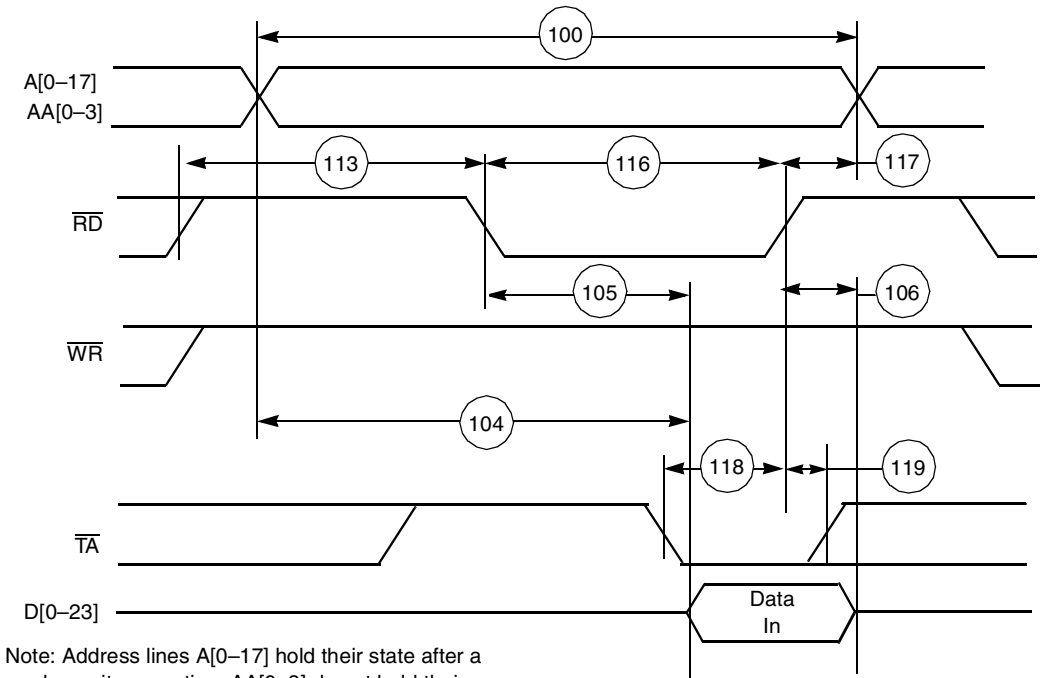 100
A[0–17]
AA[0–3]
113
116
117
RD
105
106
WR
104
118
119
TA
D[0–23]
Data
In
Note: Address lines A[0–17] hold their state after a